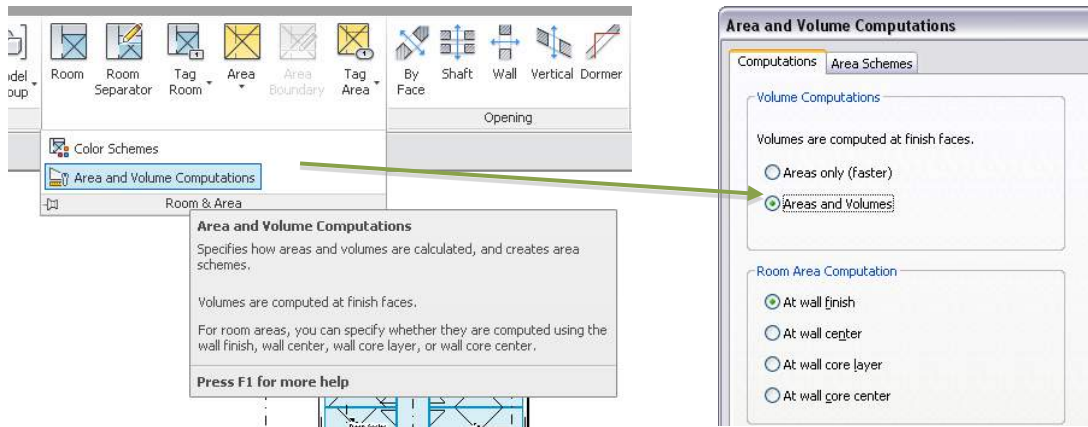 Room Room Tag Area Area Tag By Shaft Wall Vertical Dormer
Separator Room Boundary Area Face
Opening
Color Schemes
Area and Volume Computations
Room & Area
Area and Volume Computations
Specifies how areas and volumes are calculated, and creates area
schemes.
Volumes are computed at finish faces.
For room areas, you can specify whether they are computed using the
wall finish, wall center, wall core layer, or wall core center.
Press F1 for more help
Area and Volume Computations
Computations Area Schemes
Volume Computations
Volumes are computed at finish faces.
Areas only (faster)
Areas and Volumes
Room Area Computation
At wall finish
At wall center
At wall core layer
At wall core center